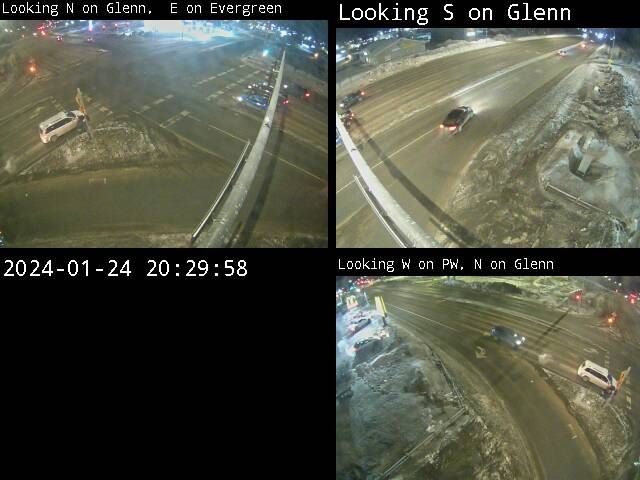 Looking N on Glenn, E on Evergreen
Looking S on Glenn
2024-01-24 20:29:58
Looking W on PW, N on Glenn